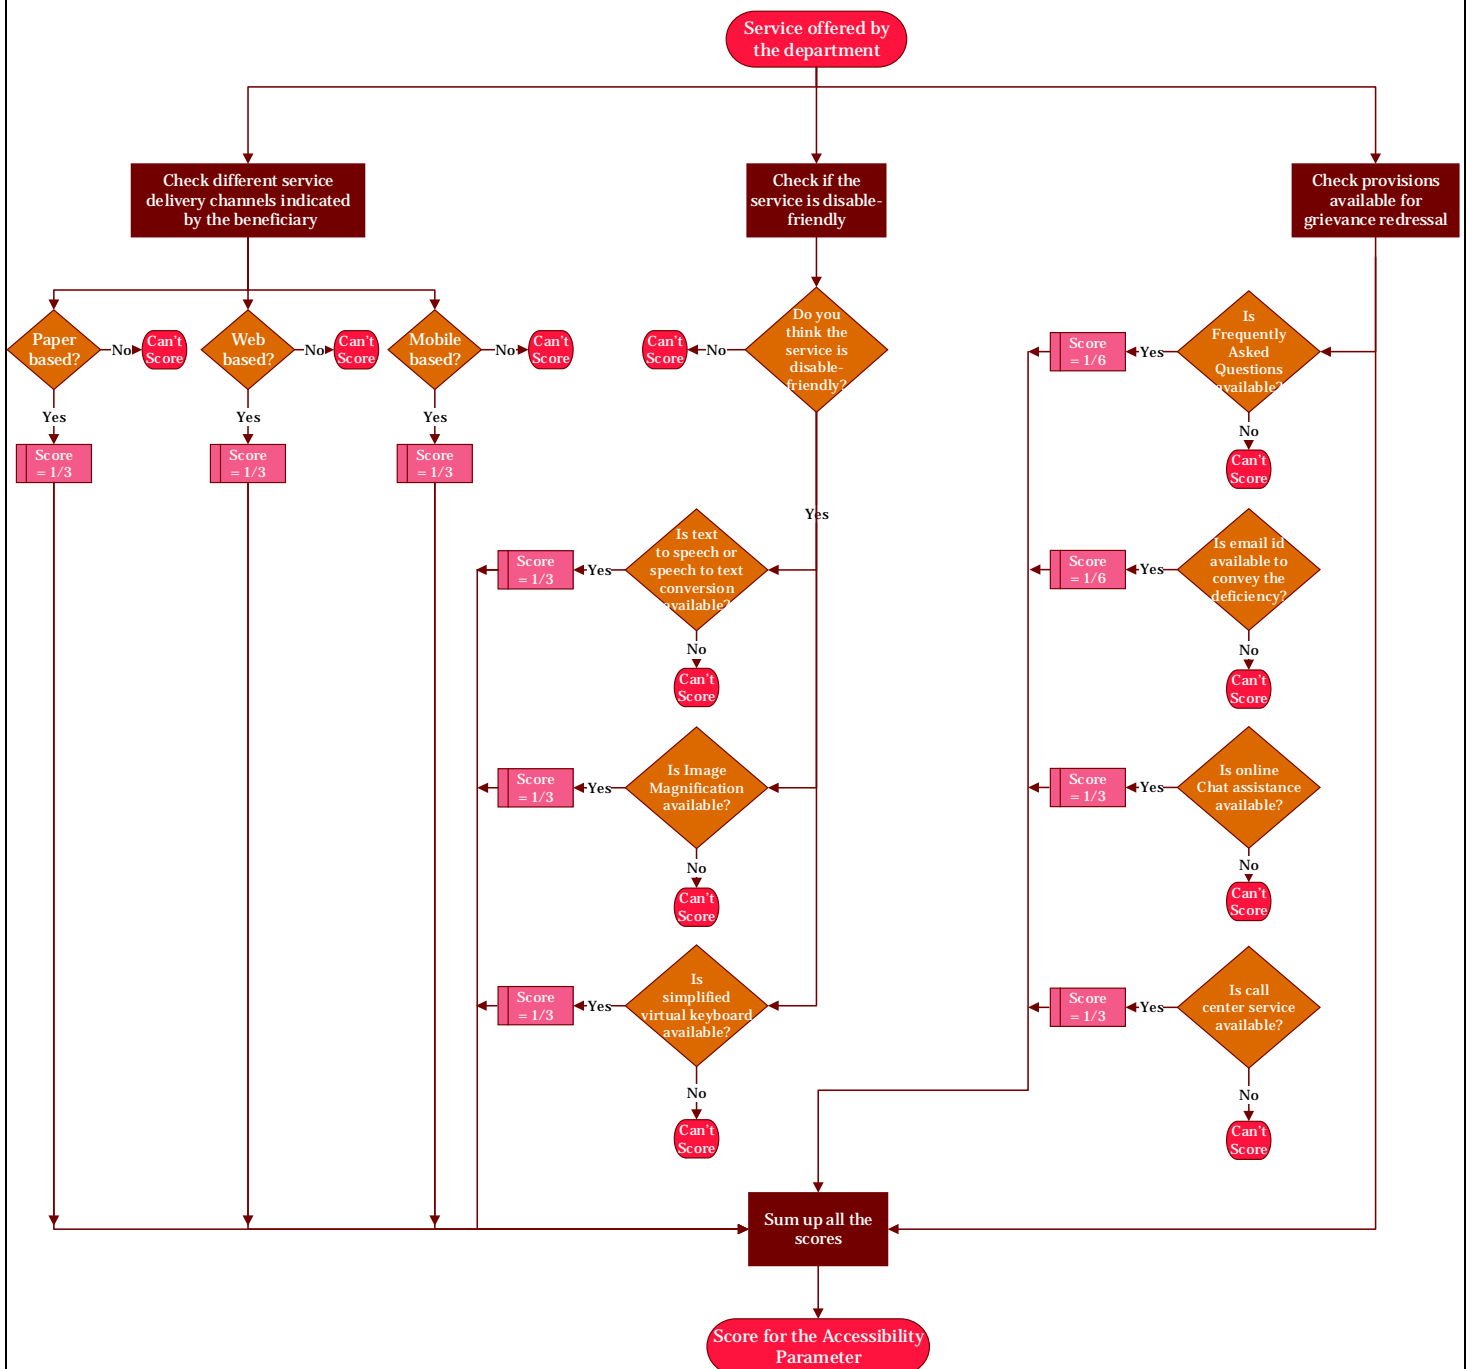 Service offered by
the department
Check different service
delivery channels indicated
by the beneficiary
Check if the
service is disable-
friendly
Check provisions
available for
grievance redressal
Paper
based?
No
Can't
Score
Web
based?
No
Can't
Score
Mobile
based?
No
Can't
Score
Yes
Score
= 1/3
Yes
Score
= 1/3
Yes
Score
= 1/3
Do you
think the
service is
disable-
friendly?
No
Can't
Score
Yes
Is text
to speech or
speech to text
conversion
available?
Yes
Score
= 1/3
No
Can't
Score
Is Image
Magnification
available?
Yes
Score
= 1/3
No
Can't
Score
Is
simplified
virtual keyboard
available?
Yes
Score
= 1/3
No
Can't
Score
Is
Frequently
Asked
Questions
available?
Yes
Score
= 1/6
No
Can't
Score
Is email id
available to
convey the
deficiency?
Yes
Score
= 1/6
No
Can't
Score
Is online
Chat assistance
available?
Yes
Score
= 1/3
No
Can't
Score
Is call
center service
available?
Yes
Score
= 1/3
No
Can't
Score
Sum up all the
scores
Score for the Accessibility
Parameter